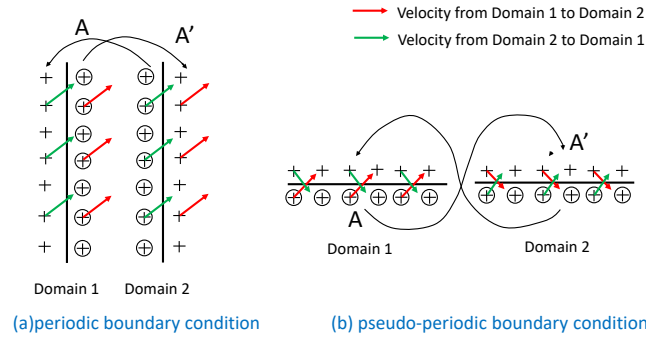 Velocity from Domain 1 to Domain 2
Velocity from Domain 2 to Domain 1
A
A'
A'
A
Domain 1
Domain 2
Domain 1
Domain 2
(a)periodic boundary condition
(b) pseudo-periodic boundary condition